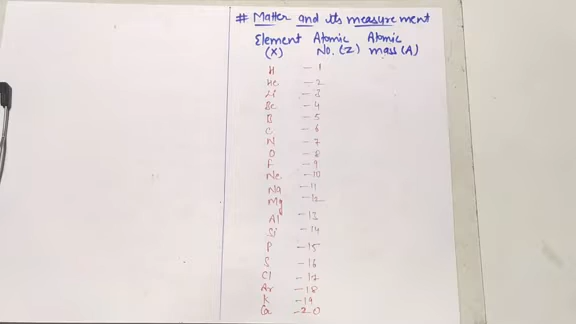 # Matter and its measurement
Element Atomic Atomic
(X) No. (Z) mass (A)
H - 1
He - 2
Li - 3
Be - 4
B - 5
C - 6
N - 7
O - 8
F - 9
Ne - 10
Na - 11
Mg - 12
Al - 13
Si - 14
P - 15
S - 16
Cl - 17
Ar - 18
K - 19
Ca - 20